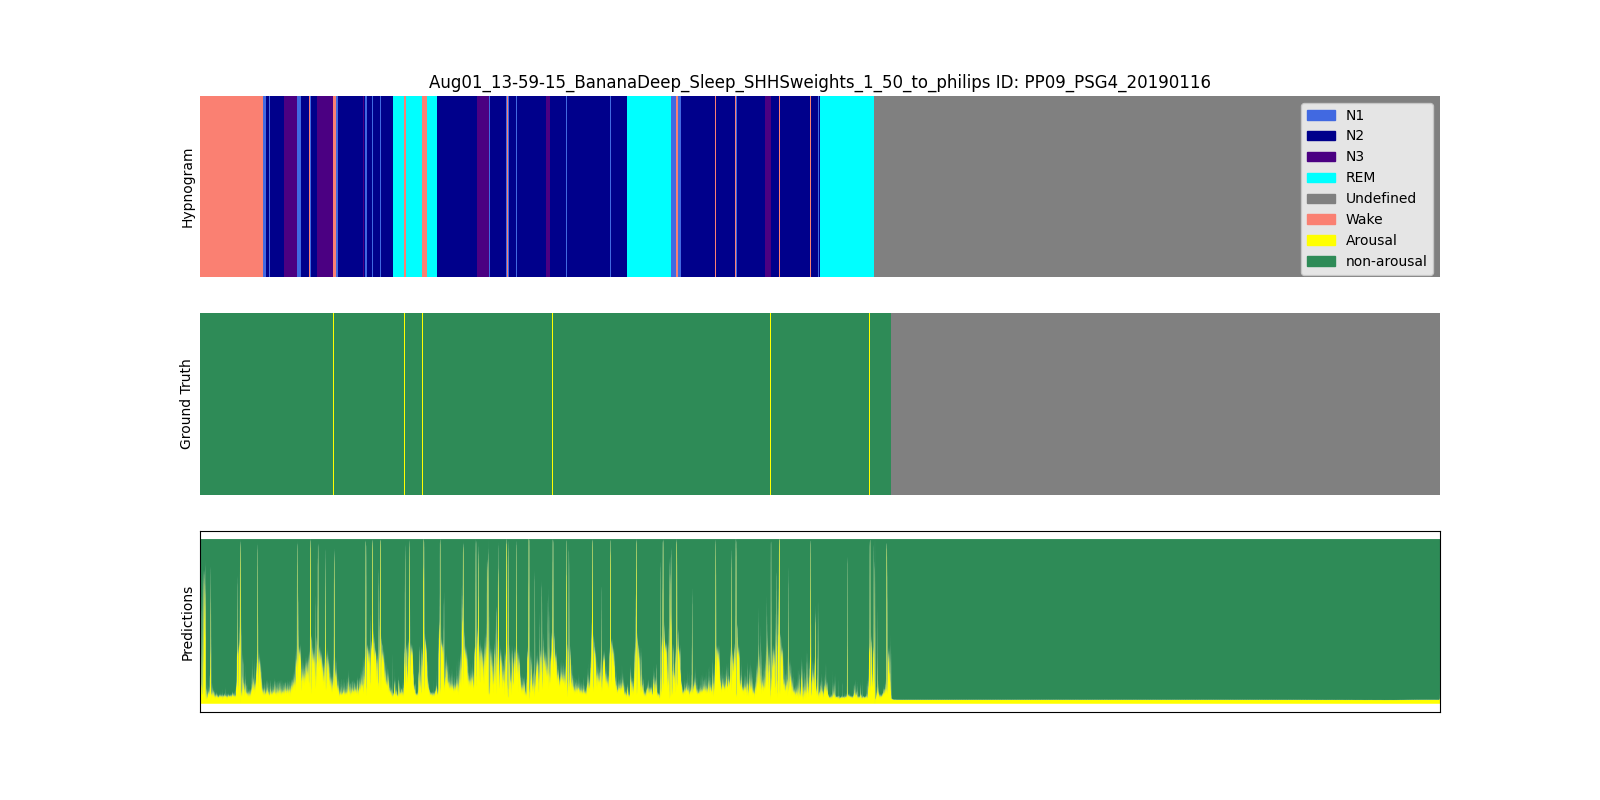 Aug01_13-59-15_BananaDeep_Sleep_SHHSweights_1_50_to_philips ID: PP09_PSG4_20190116
Hypnogram
N1
N2
N3
REM
Undefined
Wake
Arousal
non-arousal
Ground Truth
Predictions